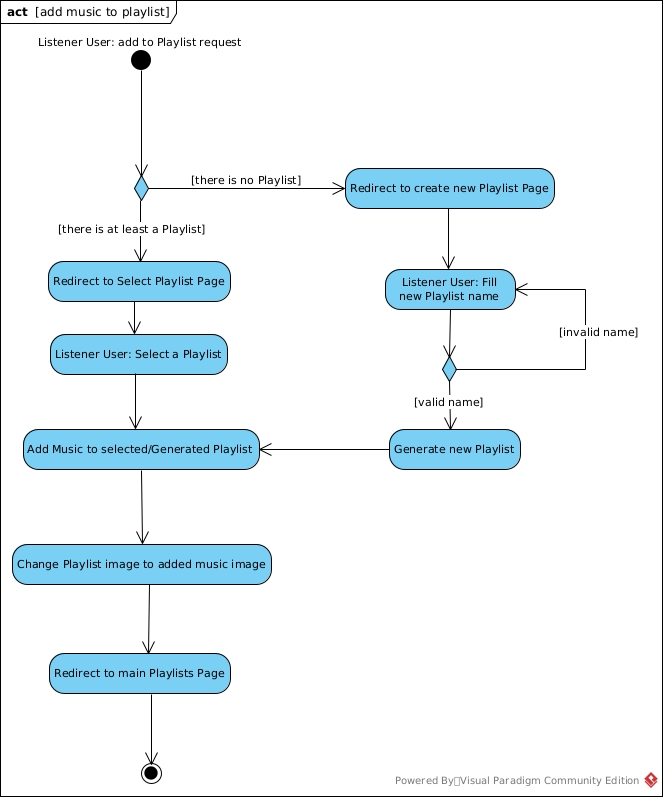 act [add music to playlist]
Listener User: add to Playlist request
[there is no Playlist]
Redirect to create new Playlist Page
[there is at least a Playlist]
Redirect to Select Playlist Page
Listener User: Fill
new Playlist name
[invalid name]
Listener User: Select a Playlist
[valid name]
Add Music to selected/Generated Playlist
Generate new Playlist
Change Playlist image to added music image
Redirect to main Playlists Page
Powered By Visual Paradigm Community Edition